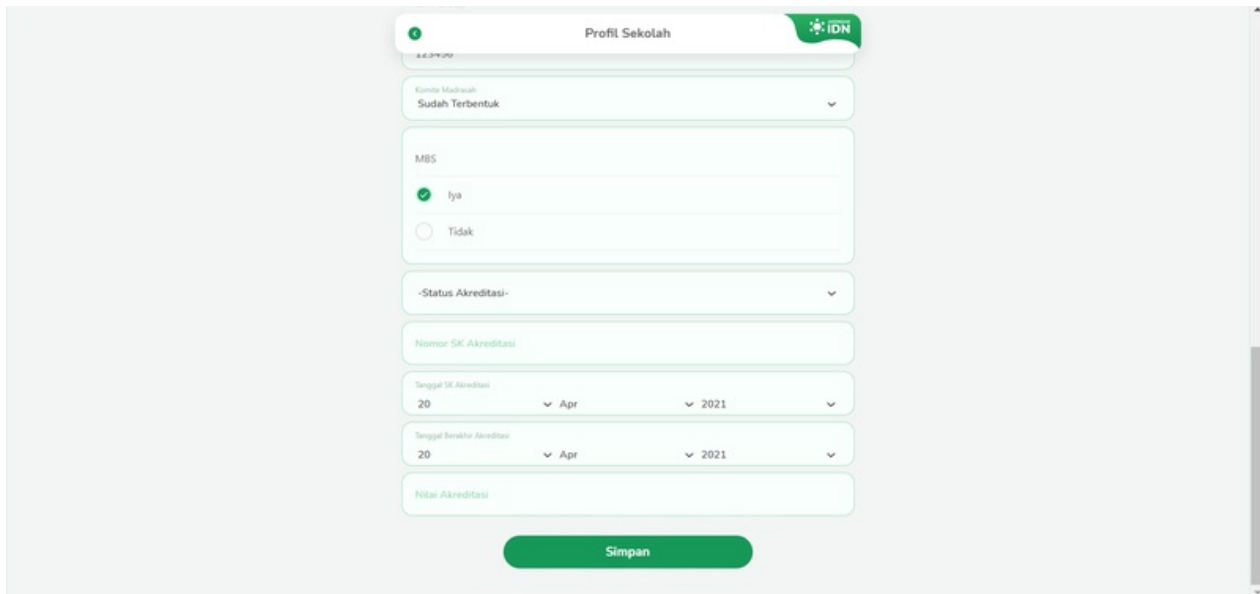 Profil Sekolah
IDN
123456
Komite Madrasah
Sudah Terbentuk
MBS
Iya
Tidak
-Status Akreditasi-
Nomor SK Akreditasi
Tanggal SK Akreditasi
20 Apr 2021
Tanggal Berakhir Akreditasi
20 Apr 2021
Nilai Akreditasi
Simpan